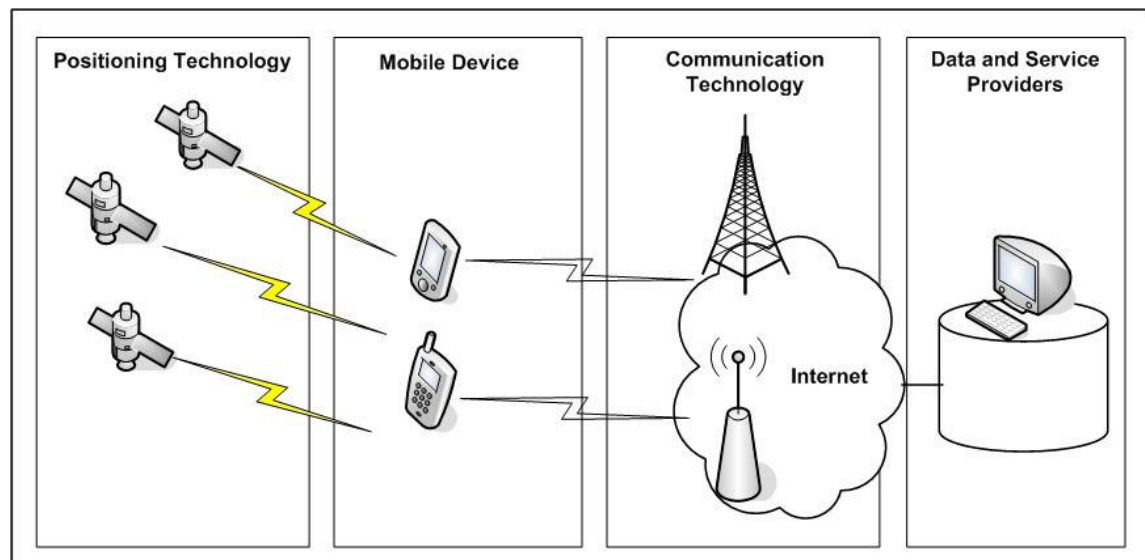 Positioning Technology
Mobile Device
Communication
Technology
Data and Service
Providers
Internet